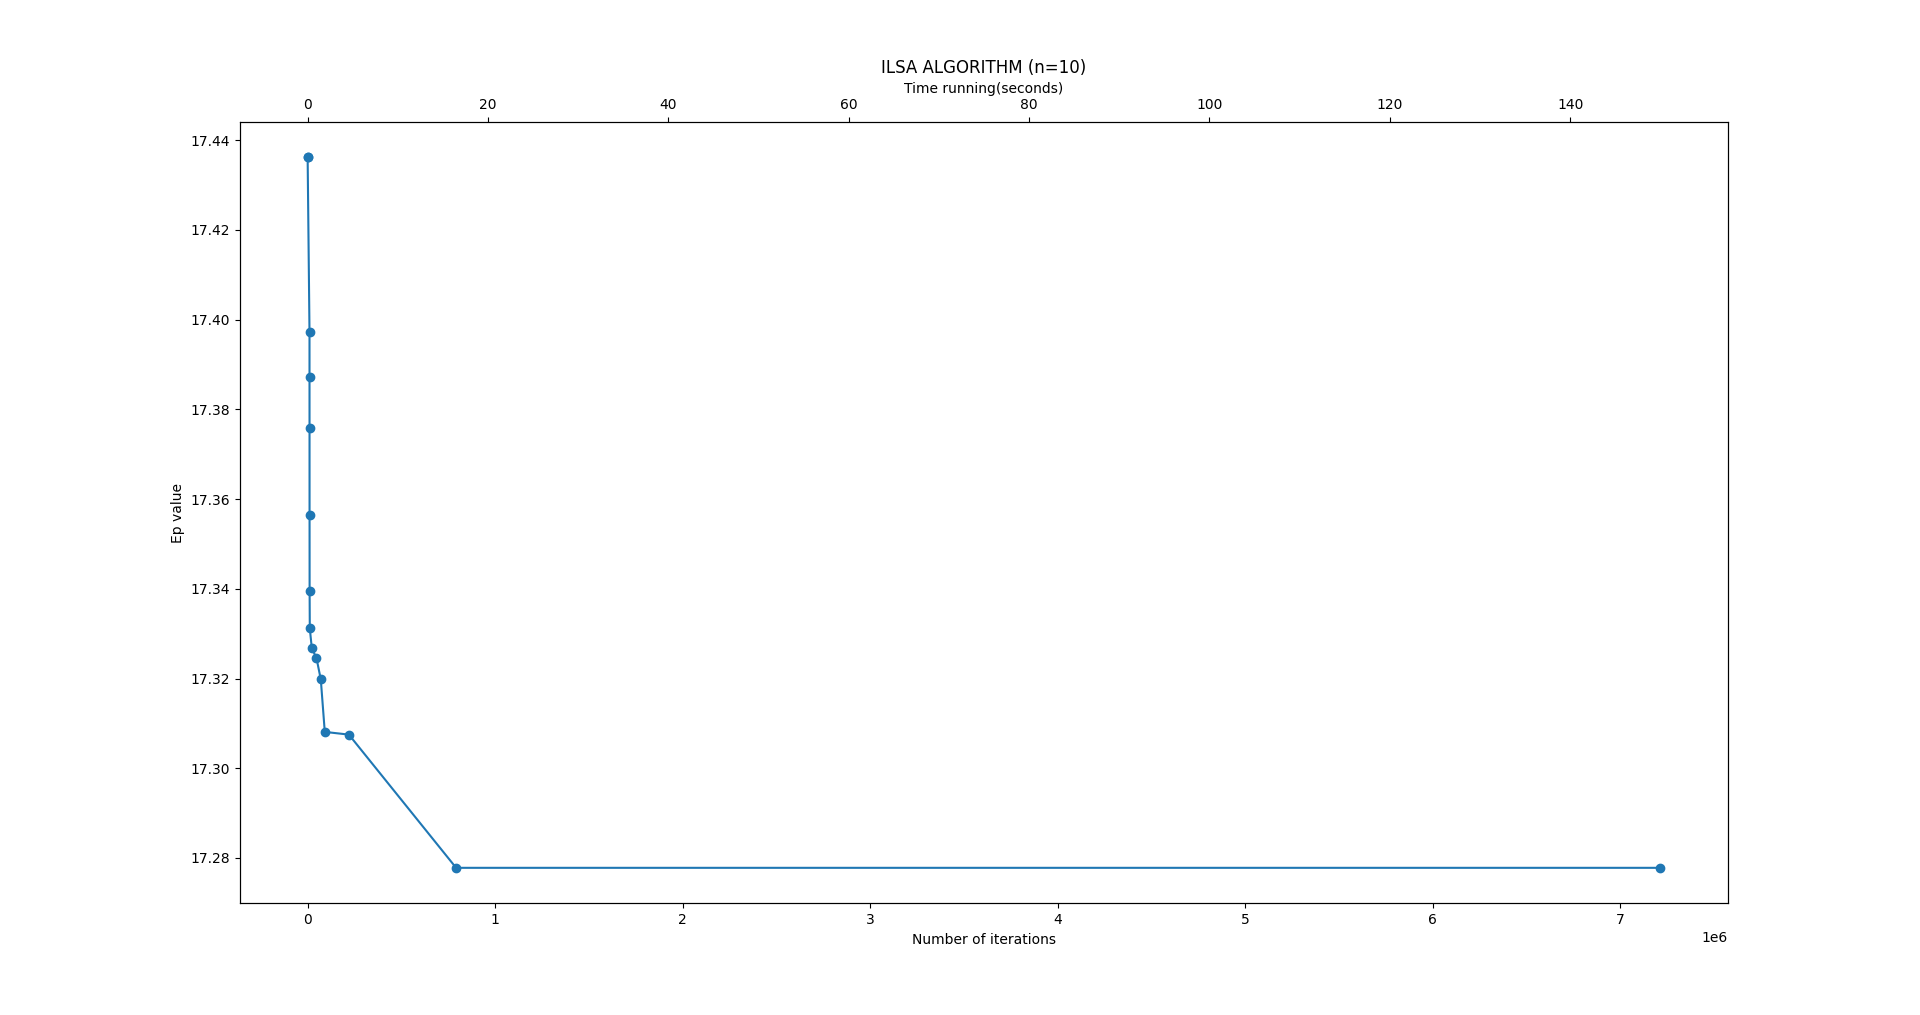 ILSA ALGORITHM (n=10)
Time running(seconds)
0 20 40 60 80 100 120 140
17.44
17.42
17.40
17.38
17.36
17.34
17.32
17.30
17.28
Ep value
0 1 2 3 4 5 6 7
1e6
Number of iterations